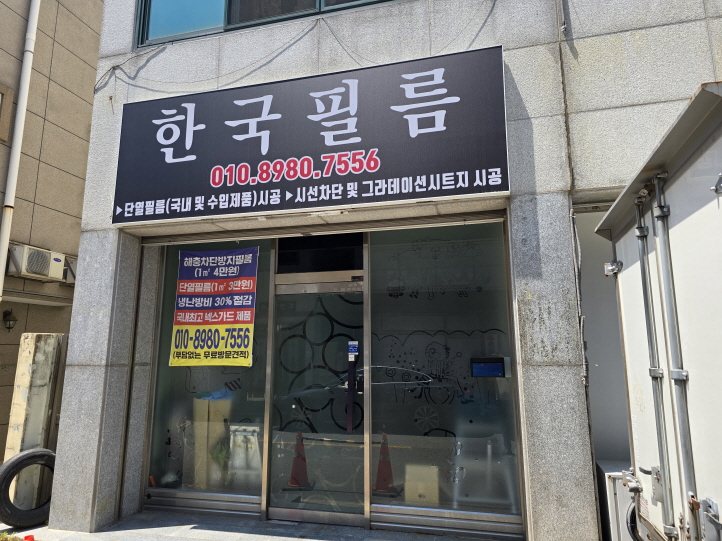 한국필름
010.8980.7556
▶단열필름(국내 및 수입제품)시공 ▶시선차단 및 그라데이션시트지 시공
해충차단방지필름
(1㎡ 4만원)
단열필름(1㎡ 3만원)
냉난방비 30%절감
국내최고 넥스가드 제품
010-8980-7556
(부담없는 무료방문견적)